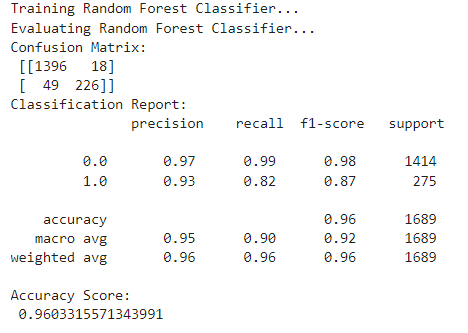 Training Random Forest Classifier...
Evaluating Random Forest Classifier...
Confusion Matrix:
 [[1396   18]
 [  49  226]]
Classification Report:
              precision    recall  f1-score   support

         0.0       0.97      0.99      0.98      1414
         1.0       0.93      0.82      0.87       275

    accuracy                           0.96      1689
   macro avg       0.95      0.90      0.92      1689
weighted avg       0.96      0.96      0.96      1689

Accuracy Score:
 0.9603315571343991